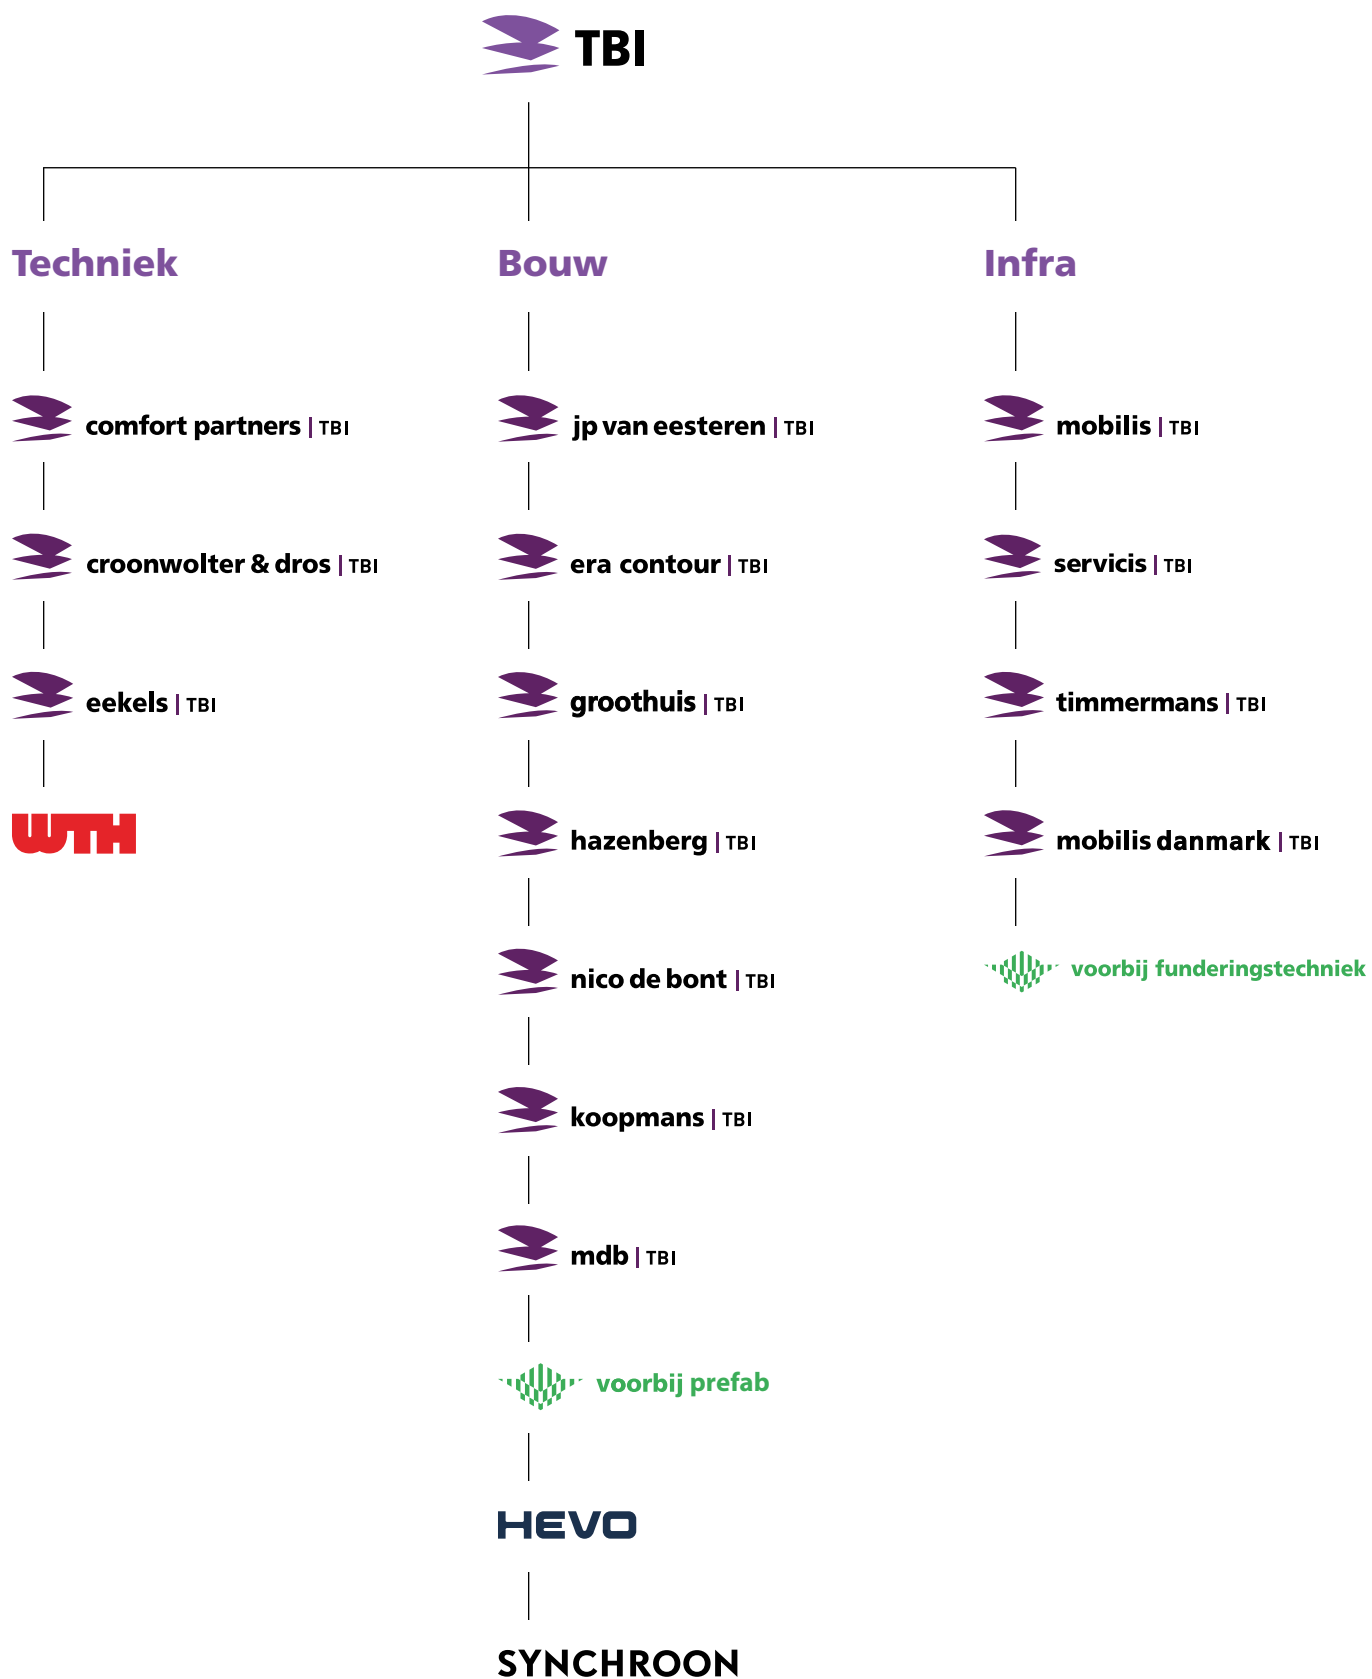 TBI
Techniek
comfort partners | TBI
croonwolter & dros | TBI
eekels | TBI
WTH
Bouw
jp van eesteren | TBI
era contour | TBI
groothuis | TBI
hazenberg | TBI
nico de bont | TBI
koopmans | TBI
mdb | TBI
voorbij prefab
HEVO
SYNCHROON
Infra
mobilis | TBI
servicis | TBI
timmermans | TBI
mobilis danmark | TBI
voorbij funderingstechniek